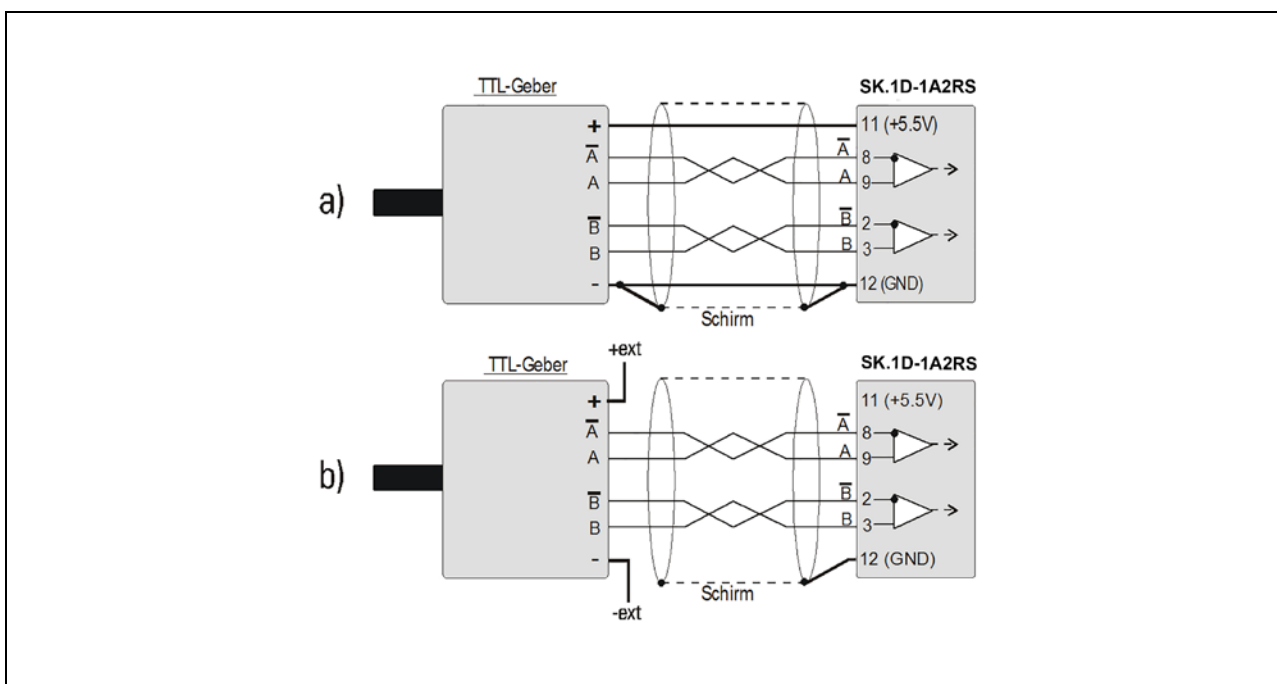 TTL-Geber
SK.1D-1A2RS
a)
+
11 (+5.5V)
A̅
A̅
8
A
A
9
B̅
B̅
2
B
B
3
-
12 (GND)
Schirm
+ext
TTL-Geber
SK.1D-1A2RS
b)
+
11 (+5.5V)
A̅
A̅
8
A
A
9
B̅
B̅
2
B
B
3
-
12 (GND)
Schirm
-ext